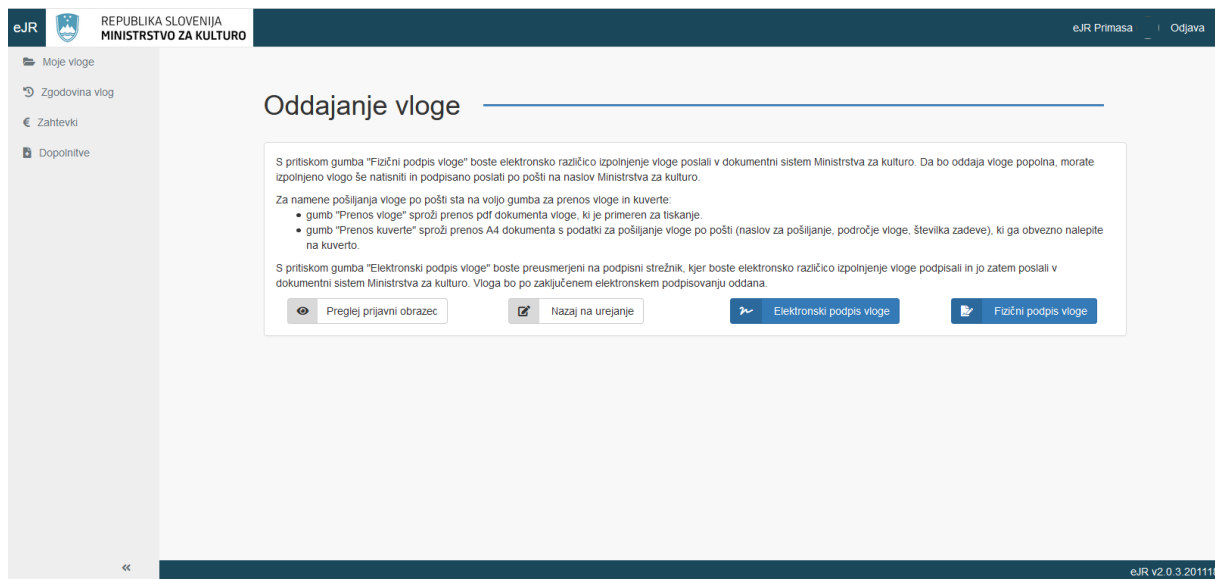 eJR
REPUBLIKA SLOVENIJA
MINISTRSTVO ZA KULTURO
eJR Primasa
Odjava
Moje vloge
Zgodovina vlog
€ Zahtevki
Dopolnitve
Oddajanje vloge
S pritiskom gumba "Fizični podpis vloge" boste elektronsko različico izpolnjenje vloge poslali v dokumentni sistem Ministrstva za kulturo. Da bo oddaja vloge popolna, morate
izpolnjeno vlogo še natisniti in podpisano poslati po pošti na naslov Ministrstva za kulturo.
Za namene pošiljanja vloge po pošti sta na voljo gumba za prenos vloge in kuverte:
• gumb "Prenos vloge" sproži prenos pdf dokumenta vloge, ki je primeren za tiskanje.
• gumb "Prenos kuverte" sproži prenos A4 dokumenta s podatki za pošiljanje vloge po pošti (naslov za pošiljanje, področje vloge, številka zadeve), ki ga obvezno nalepite
na kuverto.
S pritiskom gumba "Elektronski podpis vloge" boste preusmerjeni na podpisni strežnik, kjer boste elektronsko različico izpolnjenje vloge podpisali in jo zatem poslali v
dokumentni sistem Ministrstva za kulturo. Vloga bo po zaključenem elektronskem podpisovanju oddana.
Preglej prijavni obrazec
Nazaj na urejanje
Elektronski podpis vloge
Fizični podpis vloge
«
eJR v2.0.3.201118